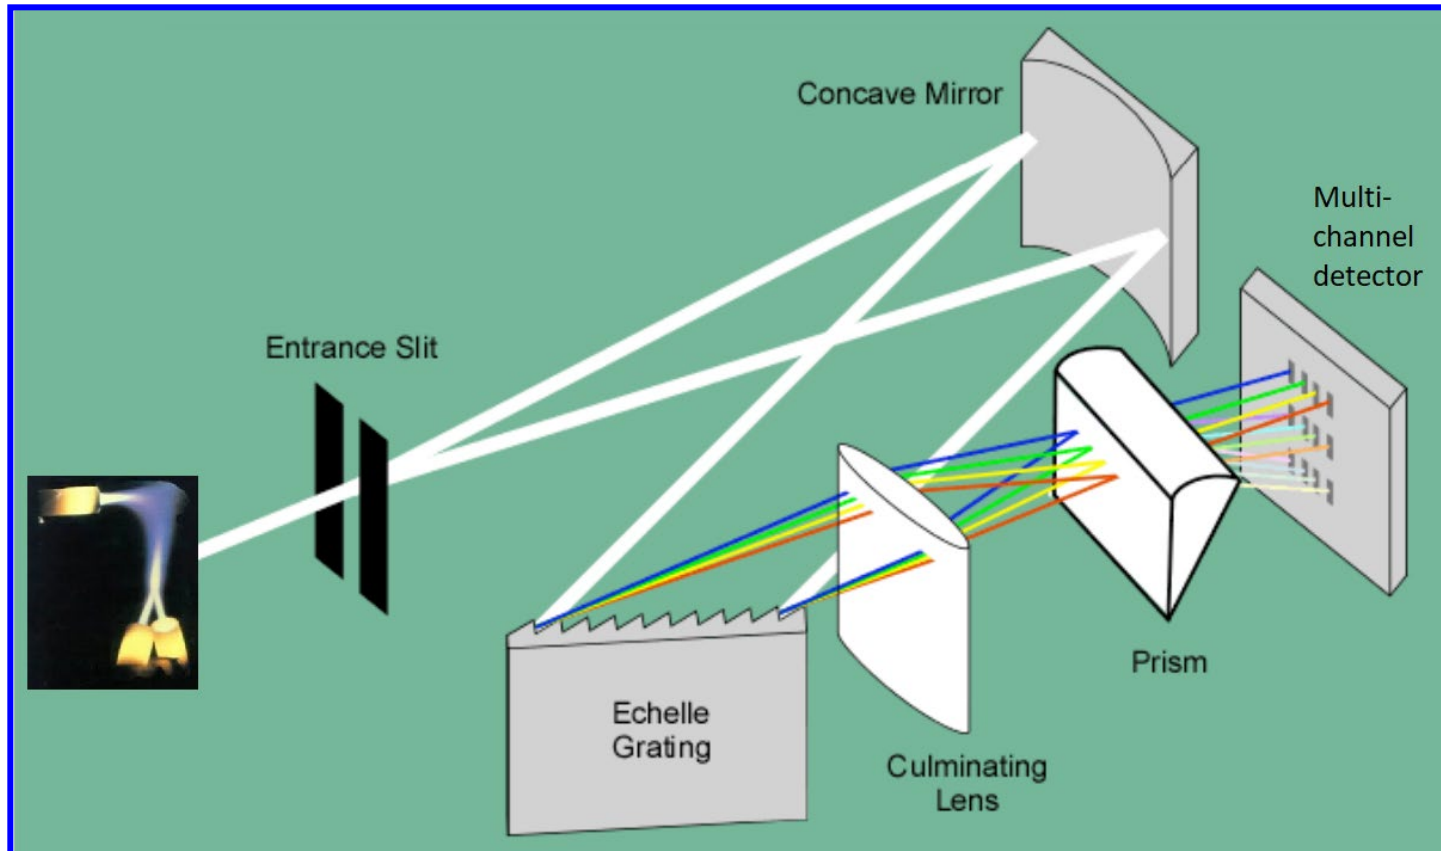 Concave Mirror
Multi-
channel
detector
Entrance Slit
Prism
Echelle
Grating
Culminating
Lens